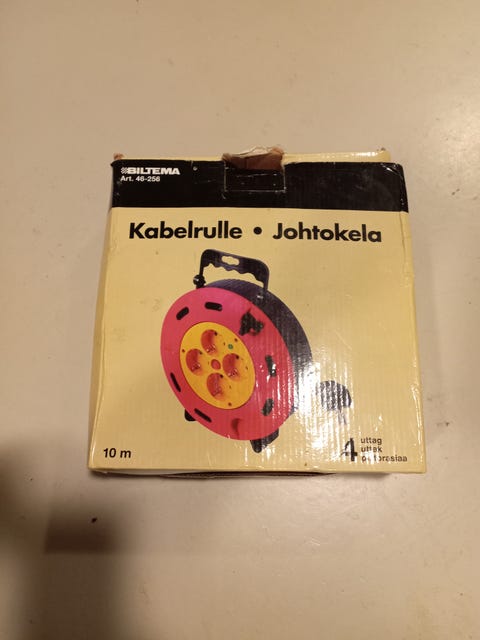 BILTEMA
Art. 46-256
Kabelrulle • Johtokela
10 m
4 uttag
uttak